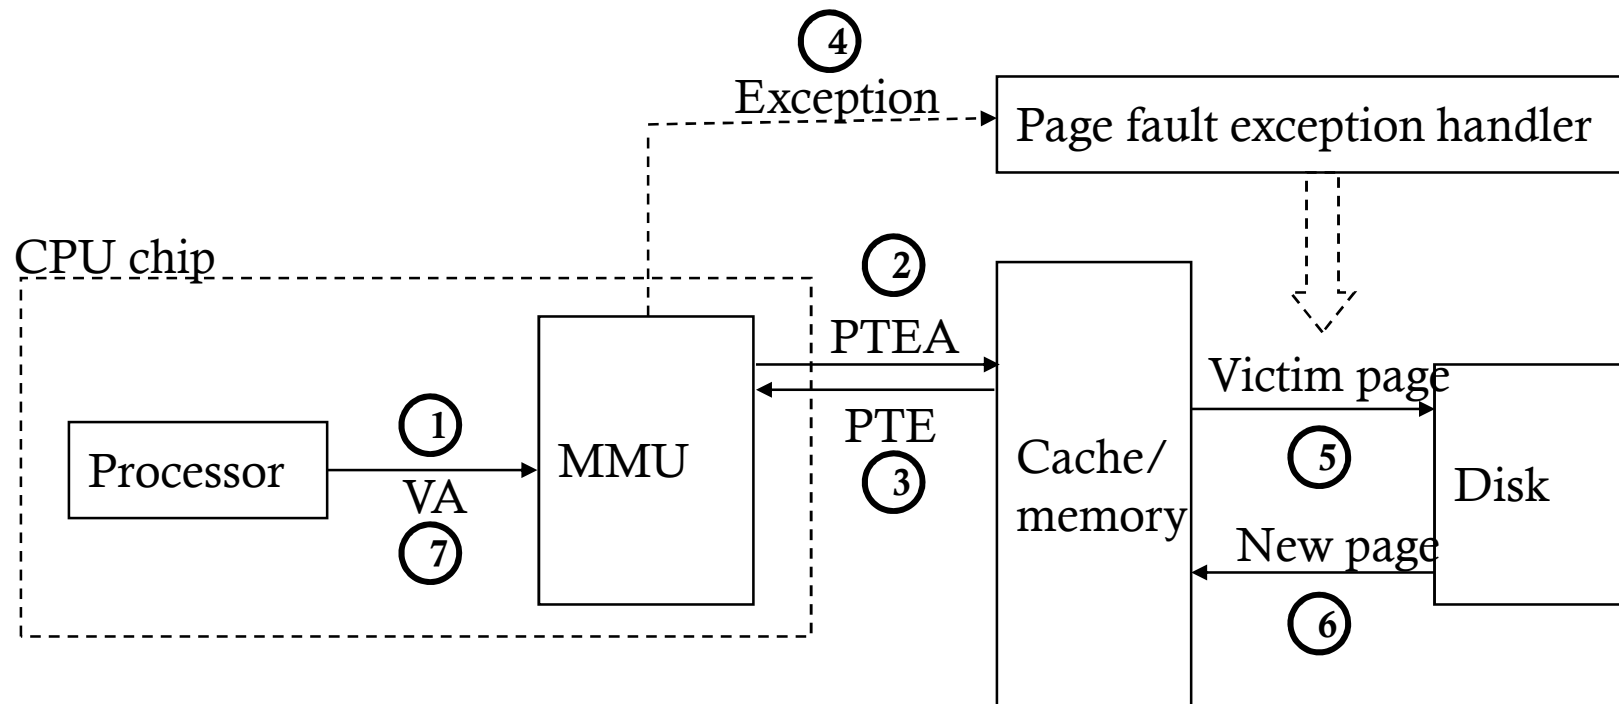 4
Exception
Page fault exception handler
CPU chip
2
PTEA
Victim page
1
Processor
MMU
PTE
Cache/
memory
5
Disk
VA
3
New page
7
6